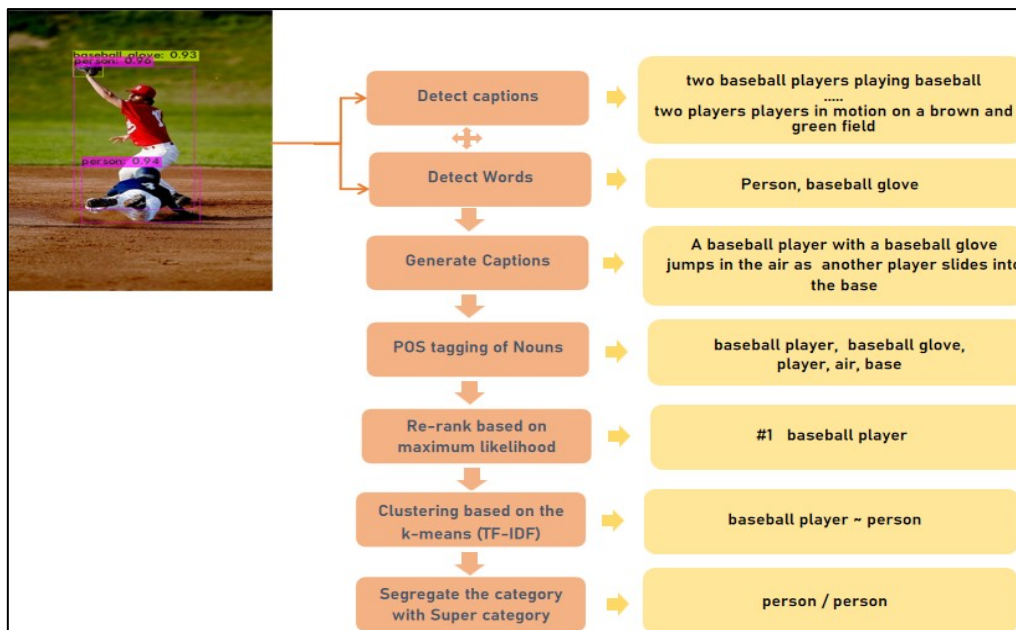 baseball glove: 0.93
person: 0.96
person: 0.94
Detect captions
two baseball players playing baseball
.....
two players players in motion on a brown and
green field
Detect Words
Person, baseball glove
Generate Captions
A baseball player with a baseball glove
jumps in the air as another player slides into
the base
POS tagging of Nouns
baseball player, baseball glove,
player, air, base
Re-rank based on
maximum likelihood
#1 baseball player
Clustering based on the
k-means (TF-IDF)
baseball player ~ person
Segregate the category
with Super category
person / person